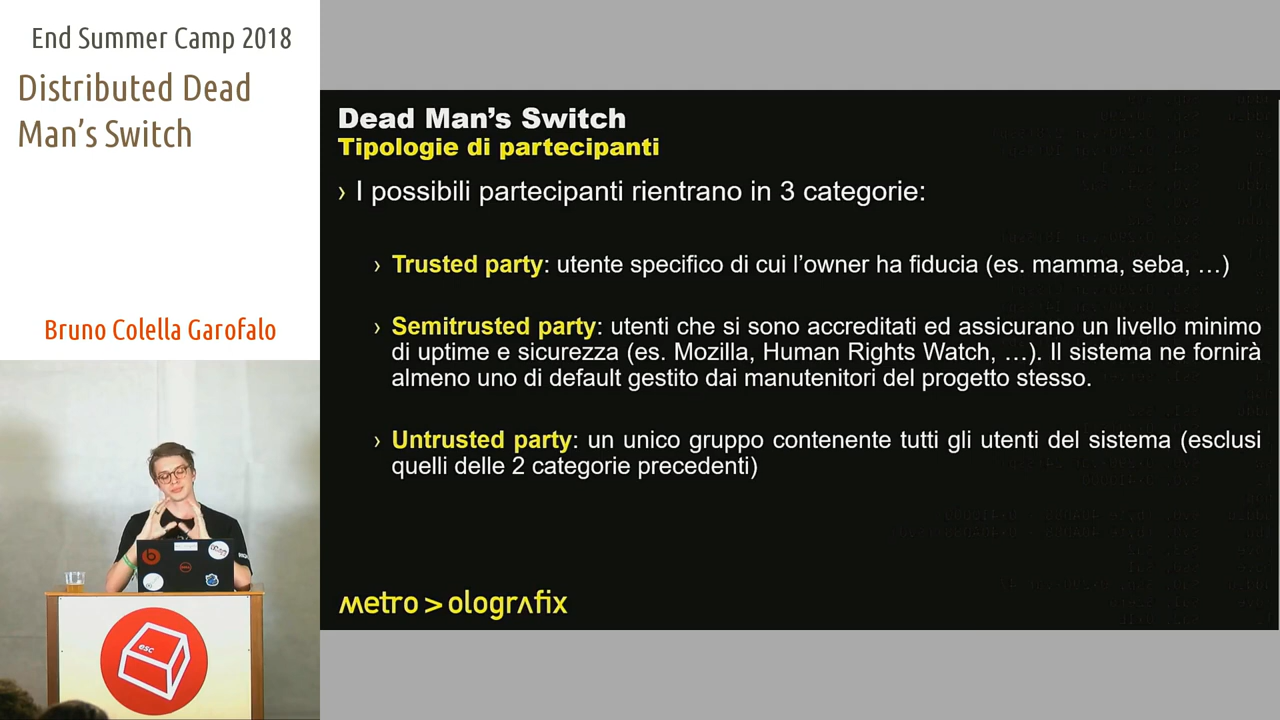 End Summer Camp 2018
Distributed Dead
Man's Switch
Bruno Colella Garofalo
Dead Man's Switch
Tipologie di partecipanti
› I possibili partecipanti rientrano in 3 categorie:
› Trusted party: utente specifico di cui l'owner ha fiducia (es. mamma, seba, …)
› Semitrusted party: utenti che si sono accreditati ed assicurano un livello minimo
di uptime e sicurezza (es. Mozilla, Human Rights Watch, …). Il sistema ne fornirà
almeno uno di default gestito dai manutenitori del progetto stesso.
› Untrusted party: un unico gruppo contenente tutti gli utenti del sistema (esclusi
quelli delle 2 categorie precedenti)
metro>olografix
DELL
esc